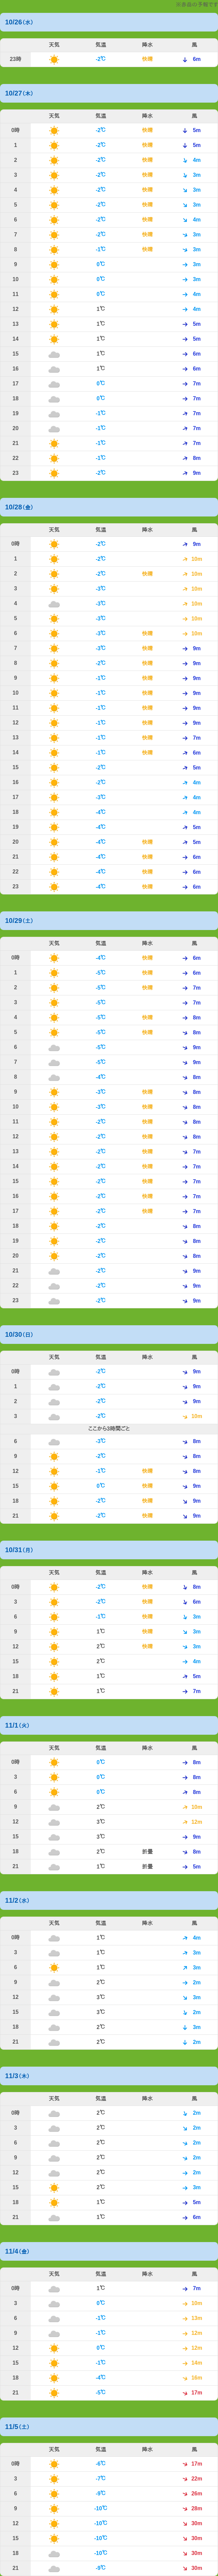 10/26(水)
天気 気温 降水 風
23時 -2℃ 快晴 6m
10/27(木)
天気 気温 降水 風
0時 -2℃ 快晴 5m
1 -2℃ 快晴 5m
2 -2℃ 快晴 4m
3 -2℃ 快晴 3m
4 -2℃ 快晴 3m
5 -2℃ 快晴 3m
6 -2℃ 快晴 4m
7 -2℃ 快晴 3m
8 -1℃ 快晴 3m
9 0℃ 3m
10 0℃ 3m
11 0℃ 4m
12 1℃ 4m
13 1℃ 5m
14 1℃ 5m
15 1℃ 6m
16 1℃ 6m
17 0℃ 7m
18 0℃ 7m
19 -1℃ 7m
20 -1℃ 7m
21 -1℃ 7m
22 -1℃ 8m
23 -2℃ 9m
10/28(金)
天気 気温 降水 風
0時 -2℃ 9m
1 -2℃ 10m
2 -2℃ 快晴 10m
3 -3℃ 10m
4 -3℃ 10m
5 -3℃ 10m
6 -3℃ 快晴 10m
7 -3℃ 快晴 9m
8 -2℃ 快晴 9m
9 -1℃ 快晴 9m
10 -1℃ 快晴 9m
11 -1℃ 快晴 9m
12 -1℃ 快晴 9m
13 -1℃ 快晴 7m
14 -1℃ 快晴 6m
15 -2℃ 5m
16 -2℃ 4m
17 -3℃ 4m
18 -4℃ 4m
19 -4℃ 5m
20 -4℃ 快晴 5m
21 -4℃ 快晴 6m
22 -4℃ 快晴 6m
23 -4℃ 快晴 6m
10/29(土)
天気 気温 降水 風
0時 -4℃ 快晴 6m
1 -5℃ 快晴 6m
2 -5℃ 快晴 7m
3 -5℃ 7m
4 -5℃ 快晴 8m
5 -5℃ 快晴 8m
6 -5℃ 9m
7 -5℃ 9m
8 -4℃ 8m
9 -3℃ 快晴 8m
10 -3℃ 快晴 8m
11 -2℃ 快晴 8m
12 -2℃ 快晴 8m
13 -2℃ 快晴 7m
14 -2℃ 快晴 7m
15 -2℃ 快晴 7m
16 -2℃ 快晴 7m
17 -2℃ 快晴 7m
18 -2℃ 8m
19 -2℃ 8m
20 -2℃ 8m
21 -2℃ 9m
22 -2℃ 9m
23 -2℃ 9m
10/30(日)
天気 気温 降水 風
0時 -2℃ 9m
1 -2℃ 9m
2 -2℃ 9m
3 -2℃ 10m
ここから3時間ごと
6 -3℃ 8m
9 -2℃ 8m
12 -1℃ 快晴 8m
15 0℃ 快晴 9m
18 -2℃ 快晴 9m
21 -2℃ 快晴 9m
10/31(月)
天気 気温 降水 風
0時 -2℃ 快晴 8m
3 -2℃ 快晴 6m
6 -1℃ 快晴 3m
9 1℃ 快晴 3m
12 2℃ 快晴 3m
15 2℃ 4m
18 1℃ 5m
21 1℃ 7m
11/1(火)
天気 気温 降水 風
0時 0℃ 8m
3 0℃ 8m
6 0℃ 8m
9 2℃ 10m
12 3℃ 12m
15 3℃ 9m
18 2℃ 折畳 8m
21 1℃ 折畳 5m
11/2(水)
天気 気温 降水 風
0時 1℃ 4m
3 1℃ 3m
6 1℃ 3m
9 2℃ 2m
12 3℃ 3m
15 3℃ 2m
18 2℃ 3m
21 2℃ 2m
11/3(木)
天気 気温 降水 風
0時 2℃ 2m
3 2℃ 2m
6 2℃ 2m
9 2℃ 2m
12 2℃ 2m
15 2℃ 3m
18 1℃ 5m
21 1℃ 6m
11/4(金)
天気 気温 降水 風
0時 1℃ 7m
3 0℃ 10m
6 -1℃ 13m
9 -1℃ 12m
12 0℃ 12m
15 -1℃ 14m
18 -4℃ 16m
21 -5℃ 17m
11/5(土)
天気 気温 降水 風
0時 -6℃ 17m
3 -7℃ 22m
6 -9℃ 26m
9 -10℃ 28m
12 -10℃ 30m
15 -10℃ 30m
18 -10℃ 30m
21 -9℃ 30m